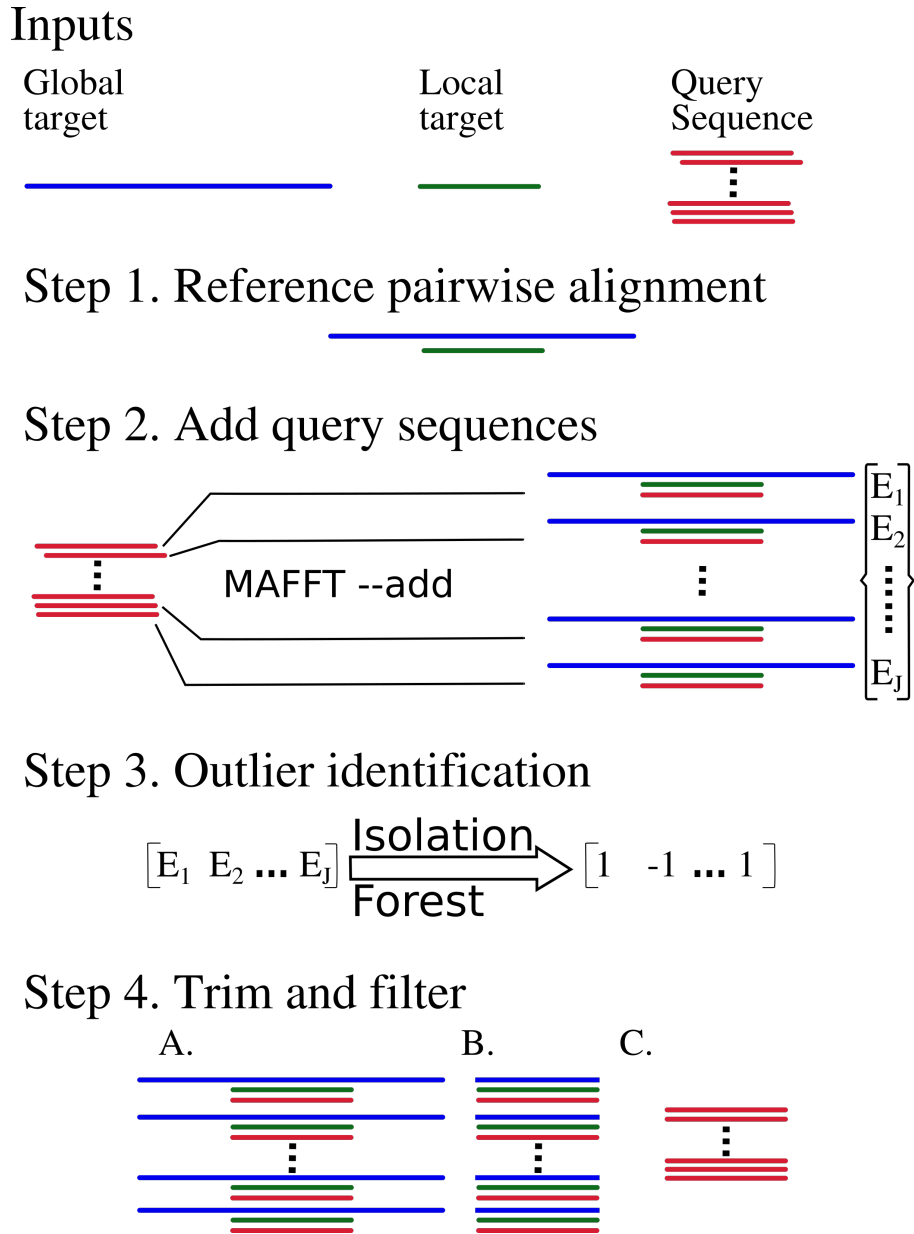 Inputs
Global target
Local target
Query Sequence
Step 1. Reference pairwise alignment
Step 2. Add query sequences
MAFFT --add
E1
E2
EJ
Step 3. Outlier identification
Isolation
[E1 E2 ... EJ] [1 -1 ... 1 ]
Forest
Step 4. Trim and filter
A. B. C.